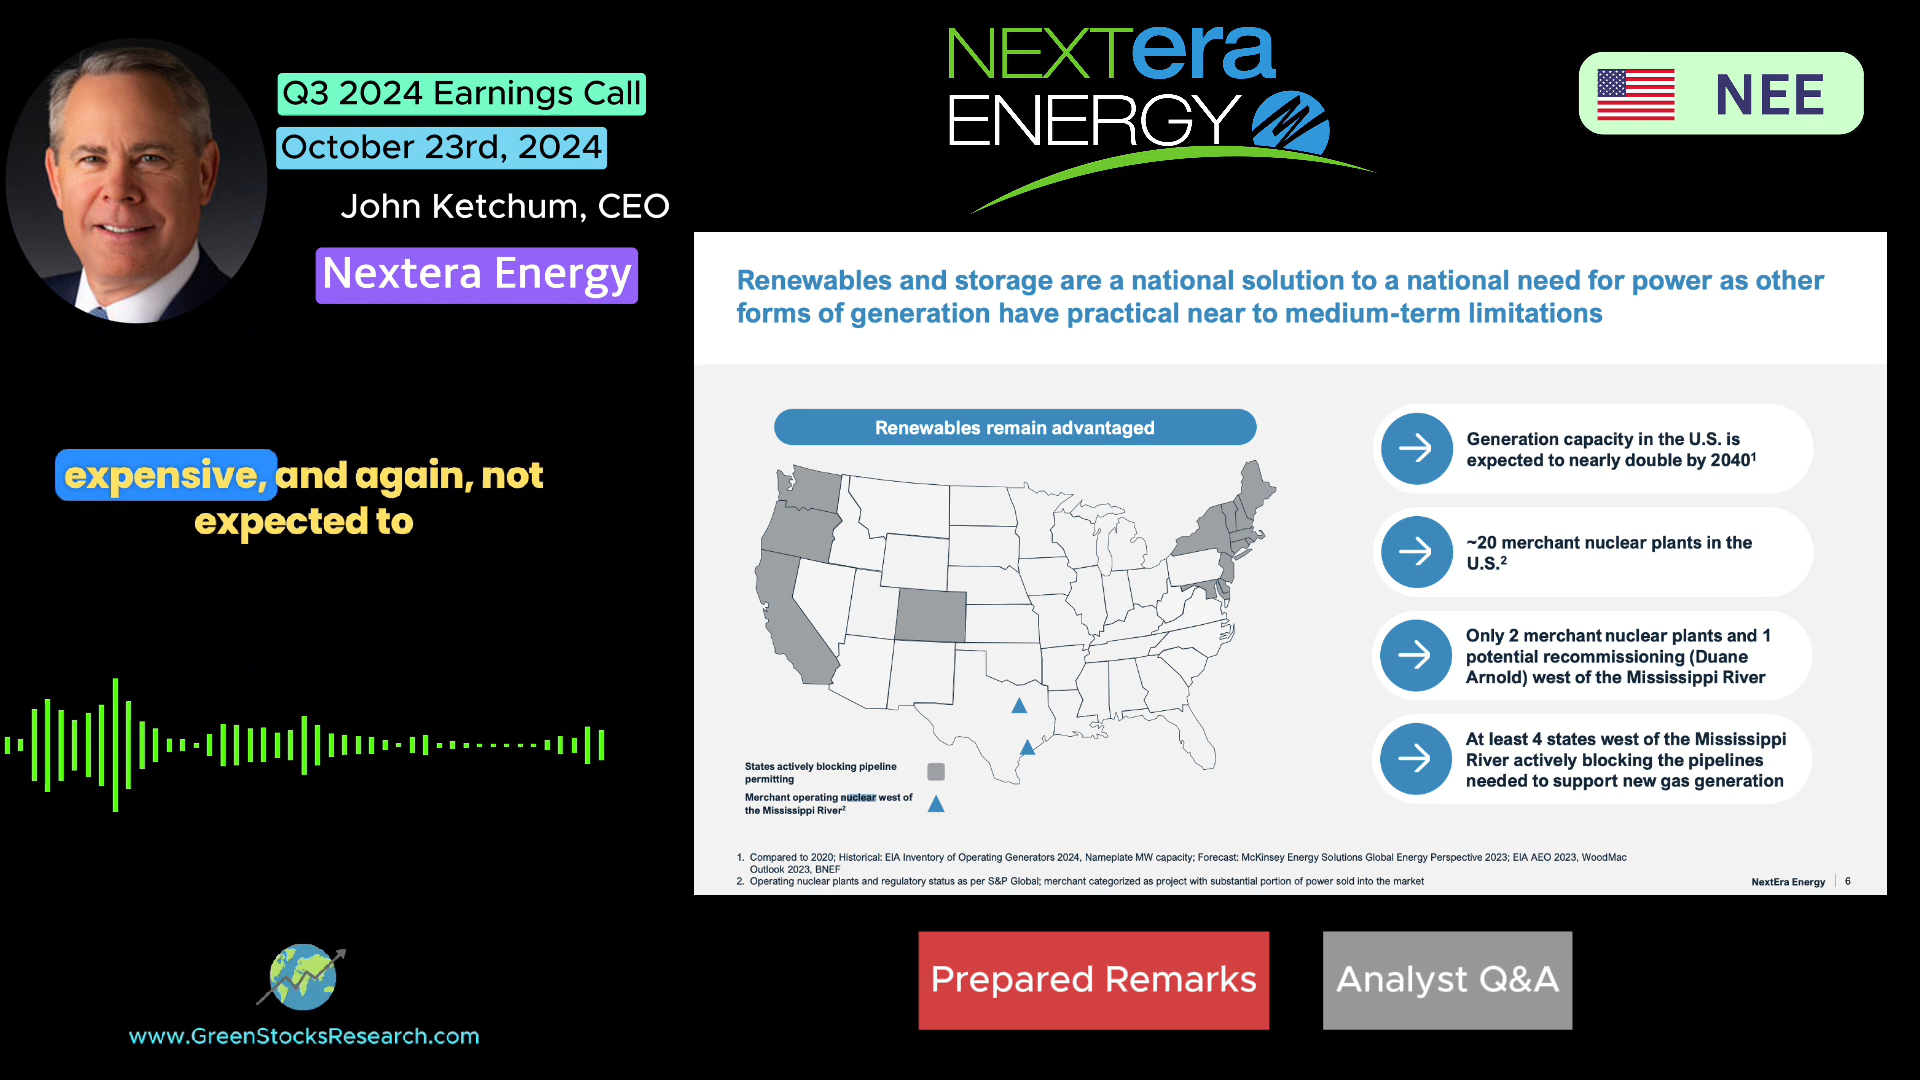 Q3 2024 Earnings Call
October 23rd, 2024
John Ketchum, CEO
Nextera Energy
NEXTera
ENERGY
NEE
expensive, and again, not
expected to
Renewables and storage are a national solution to a national need for power as other
forms of generation have practical near to medium-term limitations
Renewables remain advantaged
States actively blocking pipeline
permitting
Merchant operating nuclear west of
the Mississippi River2
Generation capacity in the U.S. is
expected to nearly double by 2040¹
~20 merchant nuclear plants in the
U.S.²
Only 2 merchant nuclear plants and 1
potential recommissioning (Duane
Arnold) west of the Mississippi River
At least 4 states west of the Mississippi
River actively blocking the pipelines
needed to support new gas generation
1. Compared to 2020; Historical: EIA Inventory of Operating Generators 2024, Nameplate MW capacity; Forecast: McKinsey Energy Solutions Global Energy Perspective 2023; EIA AEO 2023, WoodMac
Outlook 2023, BNEF
2. Operating nuclear plants and regulatory status as per S&P Global; merchant categorized as project with substantial portion of power sold into the market
NextEra Energy 6
Prepared Remarks
Analyst Q&A
www.GreenStocksResearch.com